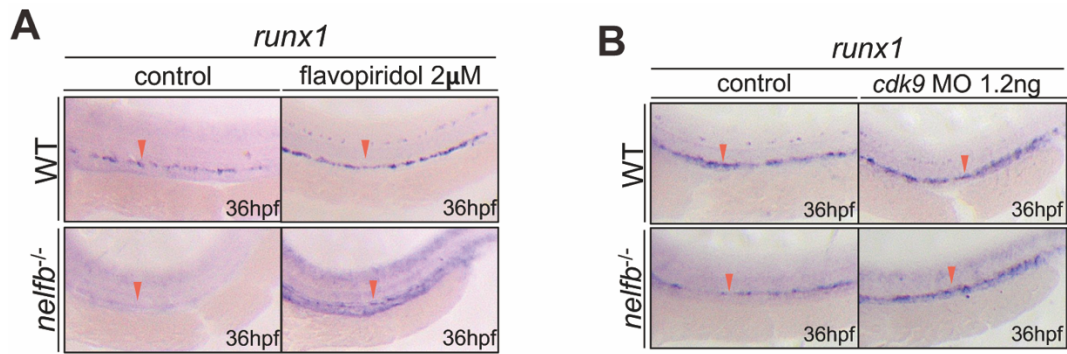 A
runx1
control flavopiridol 2μM
WT
36hpf 36hpf
nelfb-/-
36hpf 36hpf
B
runx1
control cdk9 MO 1.2ng
WT
36hpf 36hpf
nelfb-/-
36hpf 36hpf